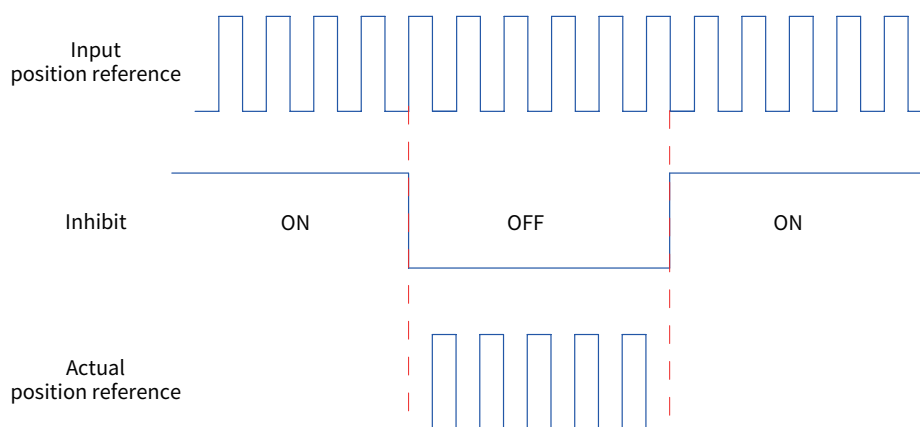 Input
position reference
Inhibit
ON
OFF
ON
Actual
position reference